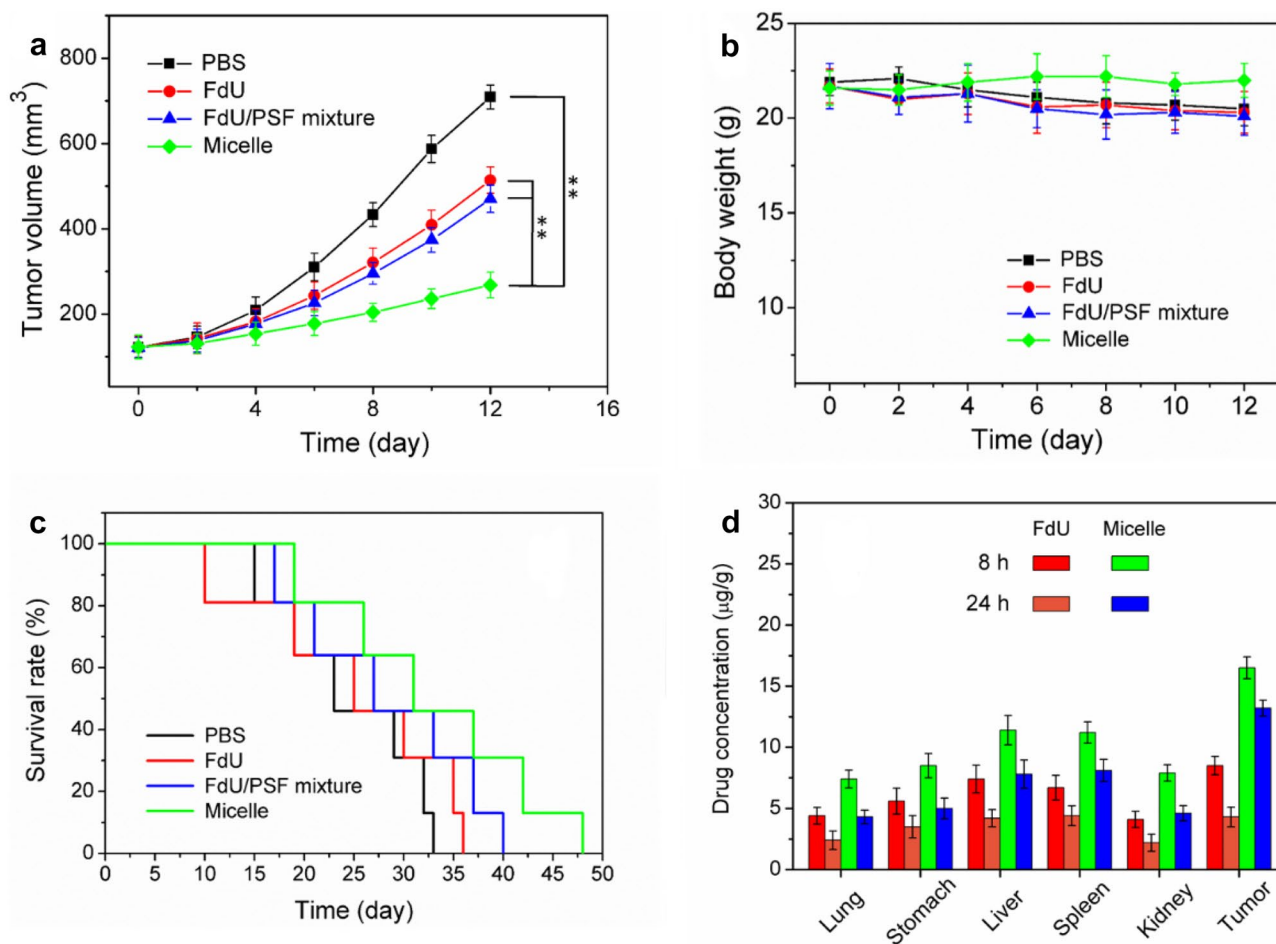 a
PBS
FdU
FdU/PSF mixture
Micelle
800
600
400
200
Tumor volume (mm³)
**
**
0
4
8
12
16
Time (day)
b
25
20
15
10
Body weight (g)
PBS
FdU
FdU/PSF mixture
Micelle
0
2
4
6
8
10
12
Time (day)
c
100
80
60
40
20
0
Survival rate (%)
PBS
FdU
FdU/PSF mixture
Micelle
0
5
10
15
20
25
30
35
40
45
50
Time (day)
d
FdU Micelle
8 h
24 h
30
25
20
15
10
5
0
Drug concentration (μg/g)
Lung
Stomach
Liver
Spleen
Kidney
Tumor